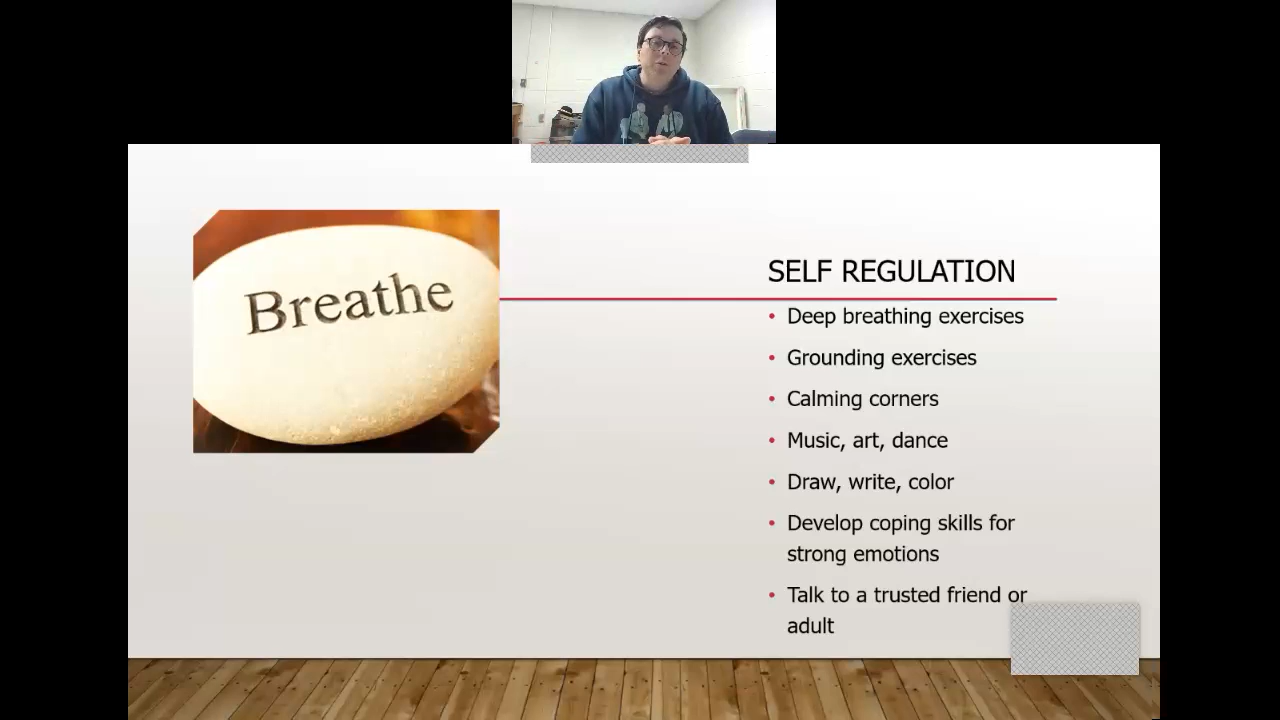 Breathe
SELF REGULATION
• Deep breathing exercises
• Grounding exercises
• Calming corners
• Music, art, dance
• Draw, write, color
• Develop coping skills for
strong emotions
• Talk to a trusted friend or
adult